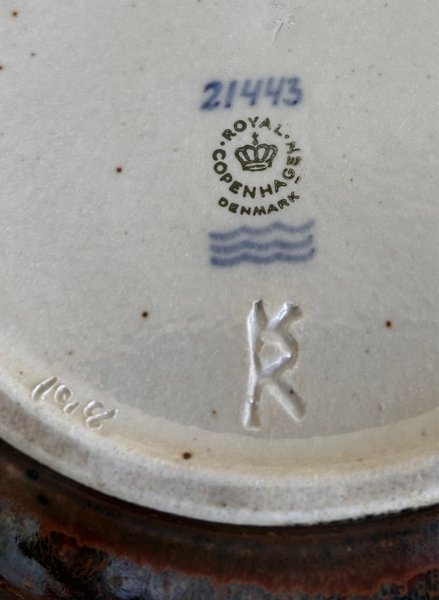 21443
ROYAL
COPENHAGEN
DENMARK